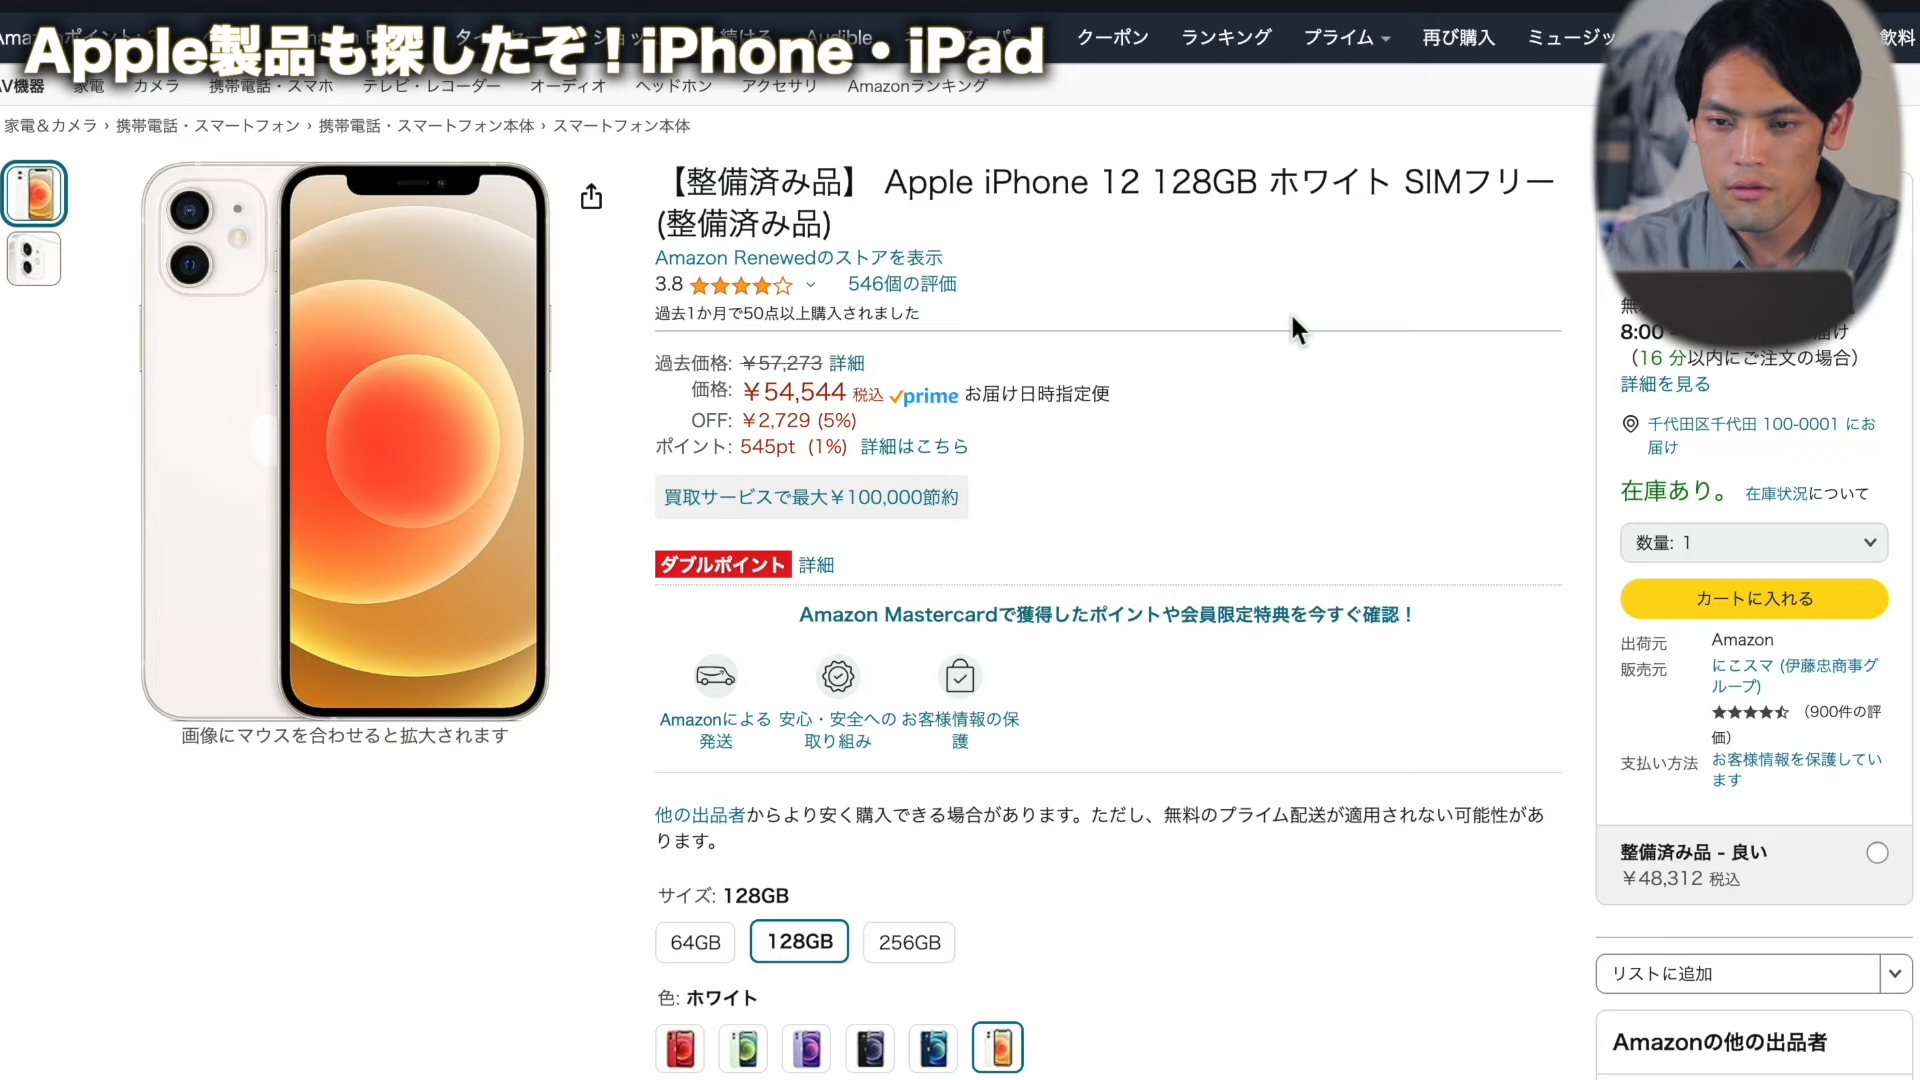 Apple製品も探したぞ！iPhone・iPad
クーポン ランキング プライム 再び購入 ミュージッ 飲料
V機器 家電 カメラ 携帯電話・スマホ テレビ・レコーダー オーディオ ヘッドホン アクセサリ Amazonランキング
家電＆カメラ › 携帯電話・スマートフォン › 携帯電話・スマートフォン本体 › スマートフォン本体
【整備済み品】 Apple iPhone 12 128GB ホワイト SIMフリー
(整備済み品)
Amazon Renewedのストアを表示
3.8 546個の評価
過去1か月で50点以上購入されました
過去価格: ￥57,273 詳細
価格: ￥54,544 税込 prime お届け日時指定便
OFF: ￥2,729 (5%)
ポイント: 545pt (1%) 詳細はこちら
買取サービスで最大￥100,000節約
ダブルポイント 詳細
Amazon Mastercardで獲得したポイントや会員限定特典を今すぐ確認！
Amazonによる発送
安心・安全への取り組み
お客様情報の保護
他の出品者からより安く購入できる場合があります。ただし、無料のプライム配送が適用されない可能性があ
ります。
サイズ: 128GB
64GB 128GB 256GB
色: ホワイト
画像にマウスを合わせると拡大されます
8:00
（16 分以内にご注文の場合）
詳細を見る
千代田区千代田 100-0001 にお
届け
在庫あり。 在庫状況について
数量: 1
カートに入れる
出荷元 Amazon
販売元 にこスマ (伊藤忠商事グ
ループ)
（900件の評
価）
支払い方法 お客様情報を保護してい
ます
整備済み品 - 良い
￥48,312 税込
リストに追加
Amazonの他の出品者